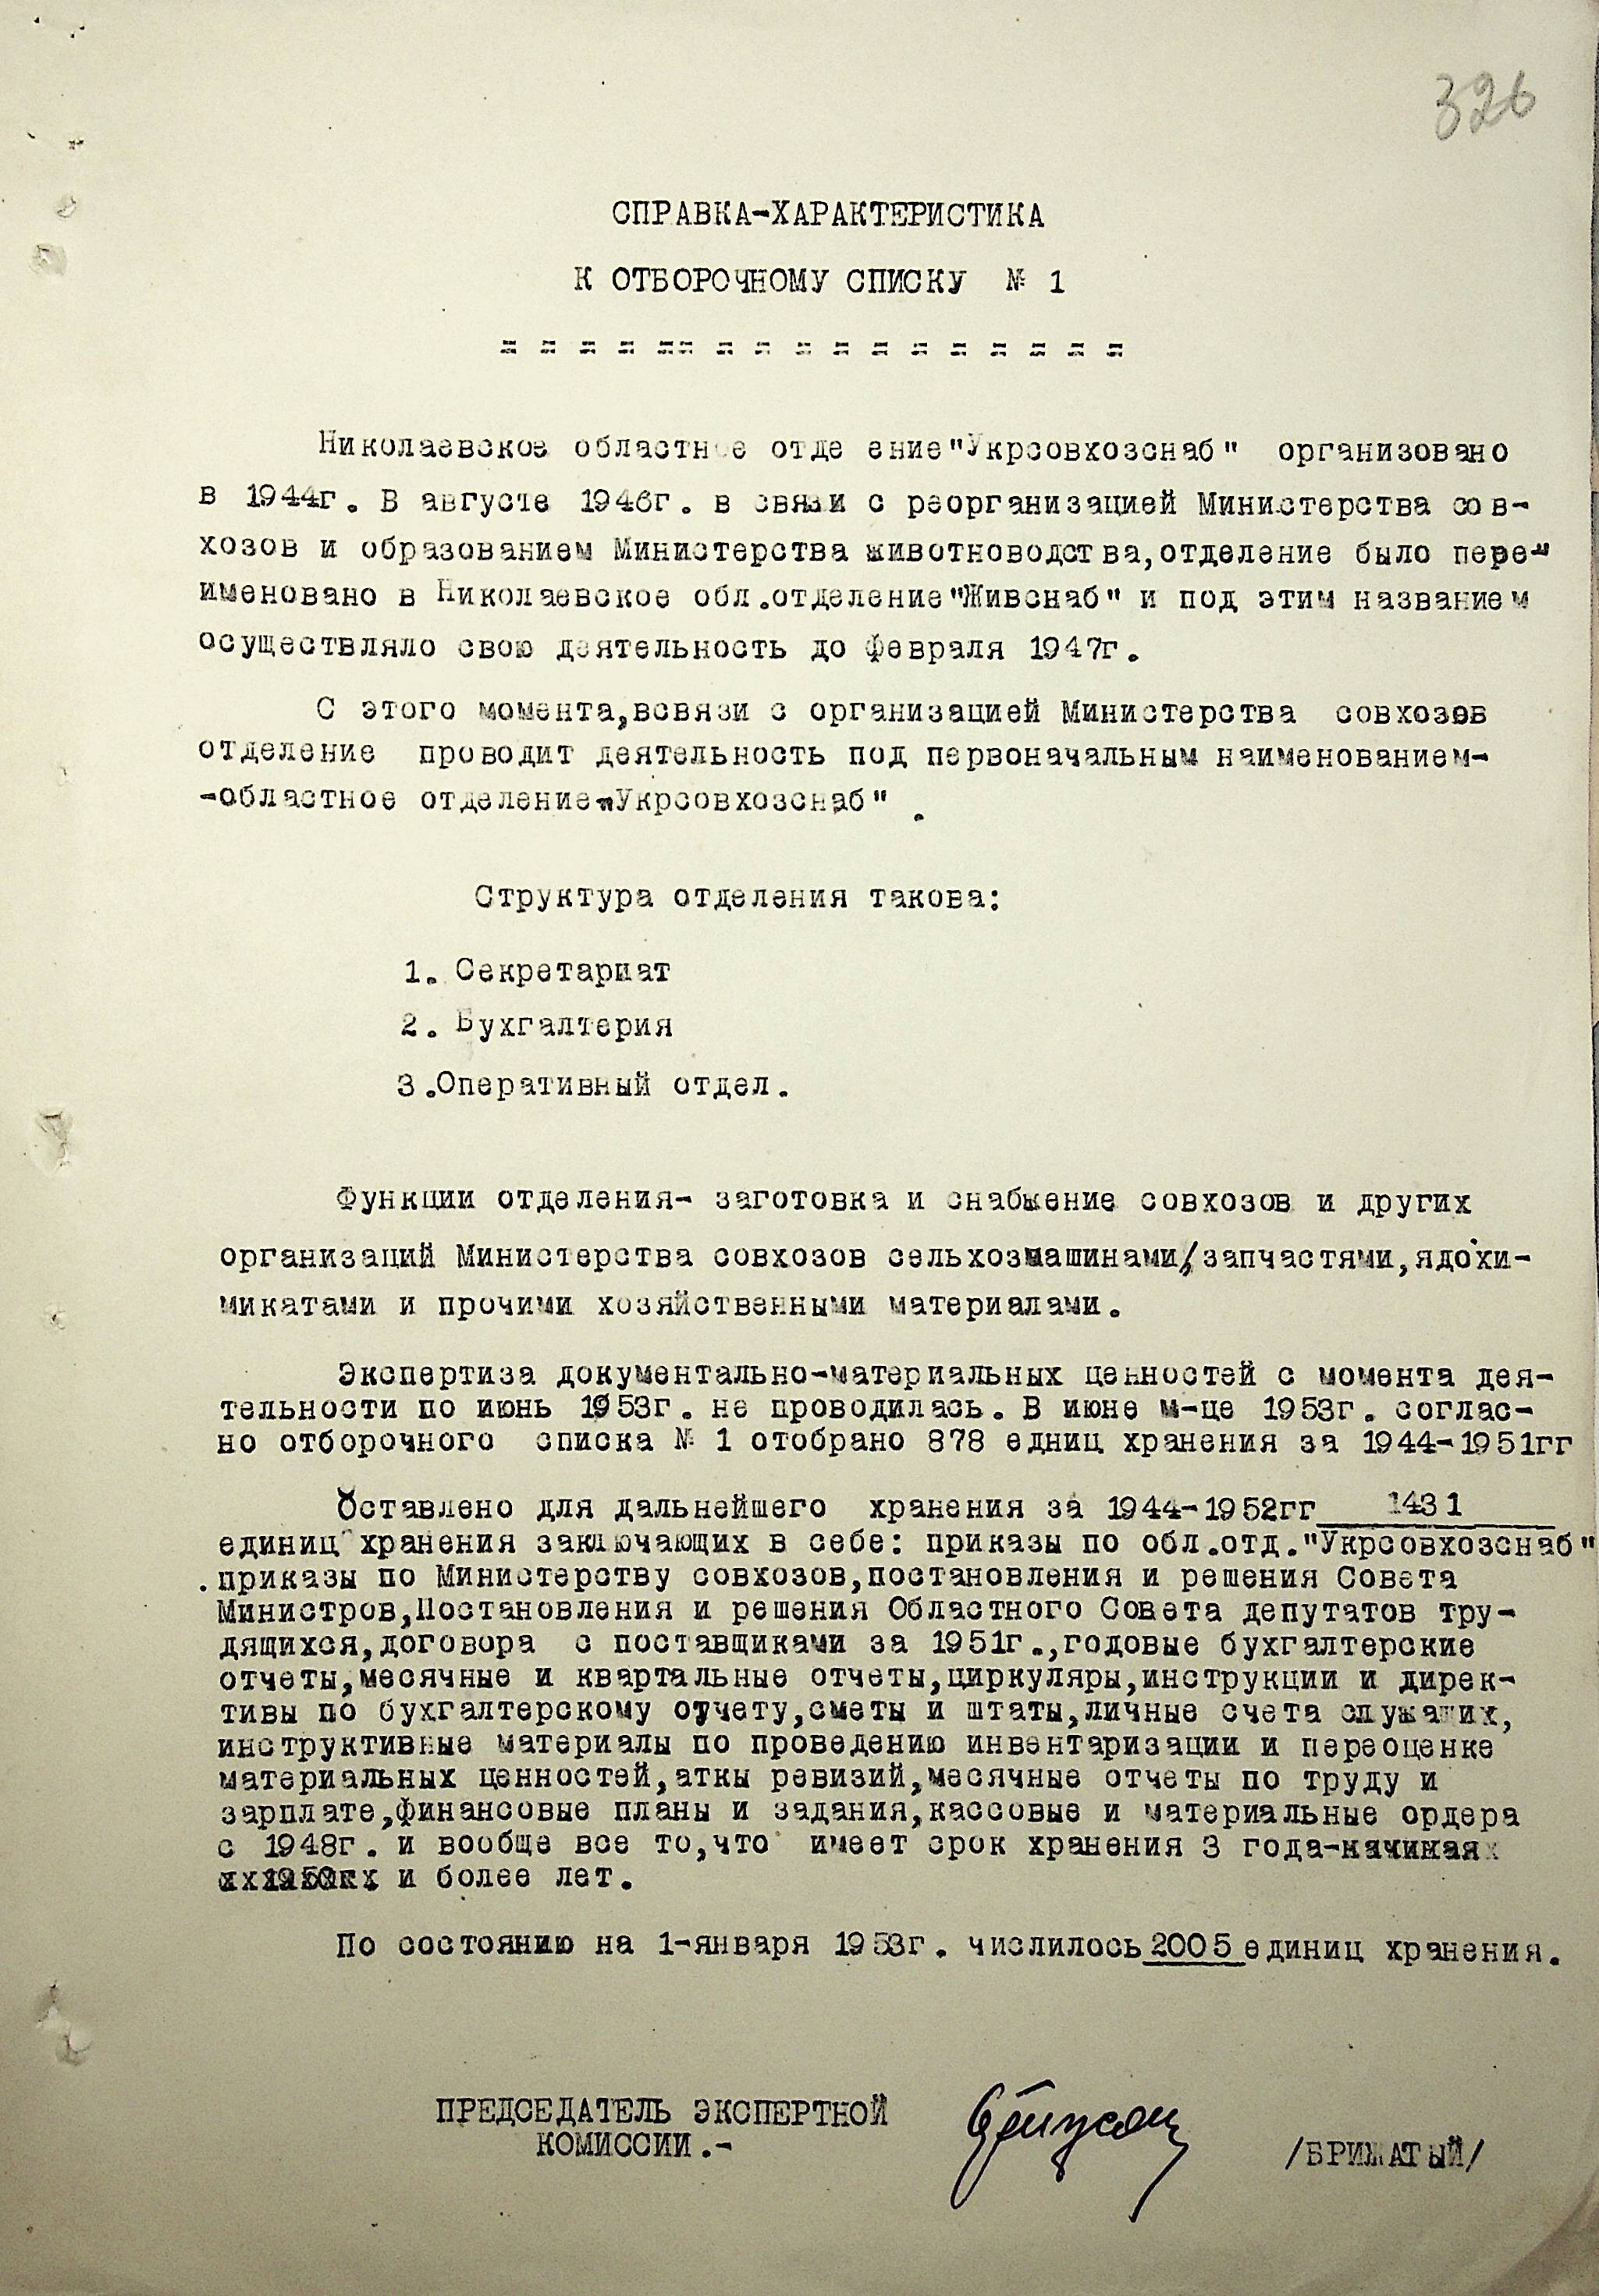 326
СПРАВКА-ХАРАКТЕРИСТИКА
К ОТБОРОЧНОМУ СПИСКУ № 1
= = = = == = = = = = = = = = = =
Николаевское областное отде ение"Укрсовхозснаб" организовано
в 1944г. В августе 1946г. в связи с реорганизацией Министерства сов-
хозов и образованием Министерства животноводства,отделение было пере-
именовано в Николаевское обл.отделение"Живснаб" и под этим названием
осуществляло свою деятельность до февраля 1947г.
С этого момента,всвязи с организацией Министерства совхозов
отделение проводит деятельность под первоначальным наименованием-
-областное отделение"Укрсовхозснаб".
Структура отделения такова:
1. Секретариат
2. Бухгалтерия
3.Оперативный отдел.
Функции отделения- заготовка и снабжение совхозов и других
организаций Министерства совхозов сельхозмашинами,запчастями,ядохи-
микатами и прочими хозяйственными материалами.
Экспертиза документально-материальных ценностей с момента дея-
тельности по июнь 1953г. не проводилась. В июне м-це 1953г. соглас-
но отборочного списка № 1 отобрано 878 едниц хранения за 1944-1951гг
Оставлено для дальнейшего хранения за 1944-1952гг 1431
единиц хранения заключающих в себе: приказы по обл.отд."Укрсовхозснаб"
.приказы по Министерству совхозов,постановления и решения Совета
Министров,Постановления и решения Областного Совета депутатов тру-
дящихся,договора с поставщиками за 1951г.,годовые бухгалтерские
отчеты,месячные и квартальные отчеты,циркуляры,инструкции и дирек-
тивы по бухгалтерскому отчету,сметы и штаты,личные счета служащих,
инструктивные материалы по проведению инвентаризации и переоценке
материальных ценностей,аткы ревизий,месячные отчеты по труду и
зарплате,финансовые планы и задания,кассовые и материальные ордера
с 1948г. и вообще все то,что имеет срок хранения 3 года-начиная
и более лет.
По состоянию на 1-января 1953г. числилось 2005 единиц хранения.
ПРЕДСЕДАТЕЛЬ ЭКСПЕРТНОЙ
КОМИССИИ.-
/БРИЖАТЫЙ/